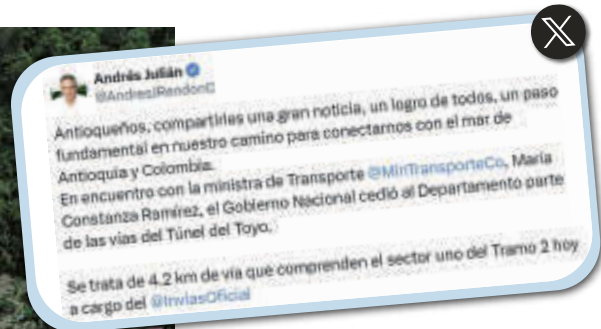 Andrés Julián
@AndresJRendonC
Antioqueños, compartirles una gran noticia, un logro de todos, un paso
fundamental en nuestro camino para conectarnos con el mar de
Antioquia y Colombia.
En encuentro con la ministra de Transporte @MinTransporteCo, María
Constanza Ramírez, el Gobierno Nacional cedió al Departamento parte
de las vías del Túnel del Toyo.
Se trata de 4.2 km de vía que comprenden el sector uno del Tramo 2 hoy
a cargo del @InviasOficial